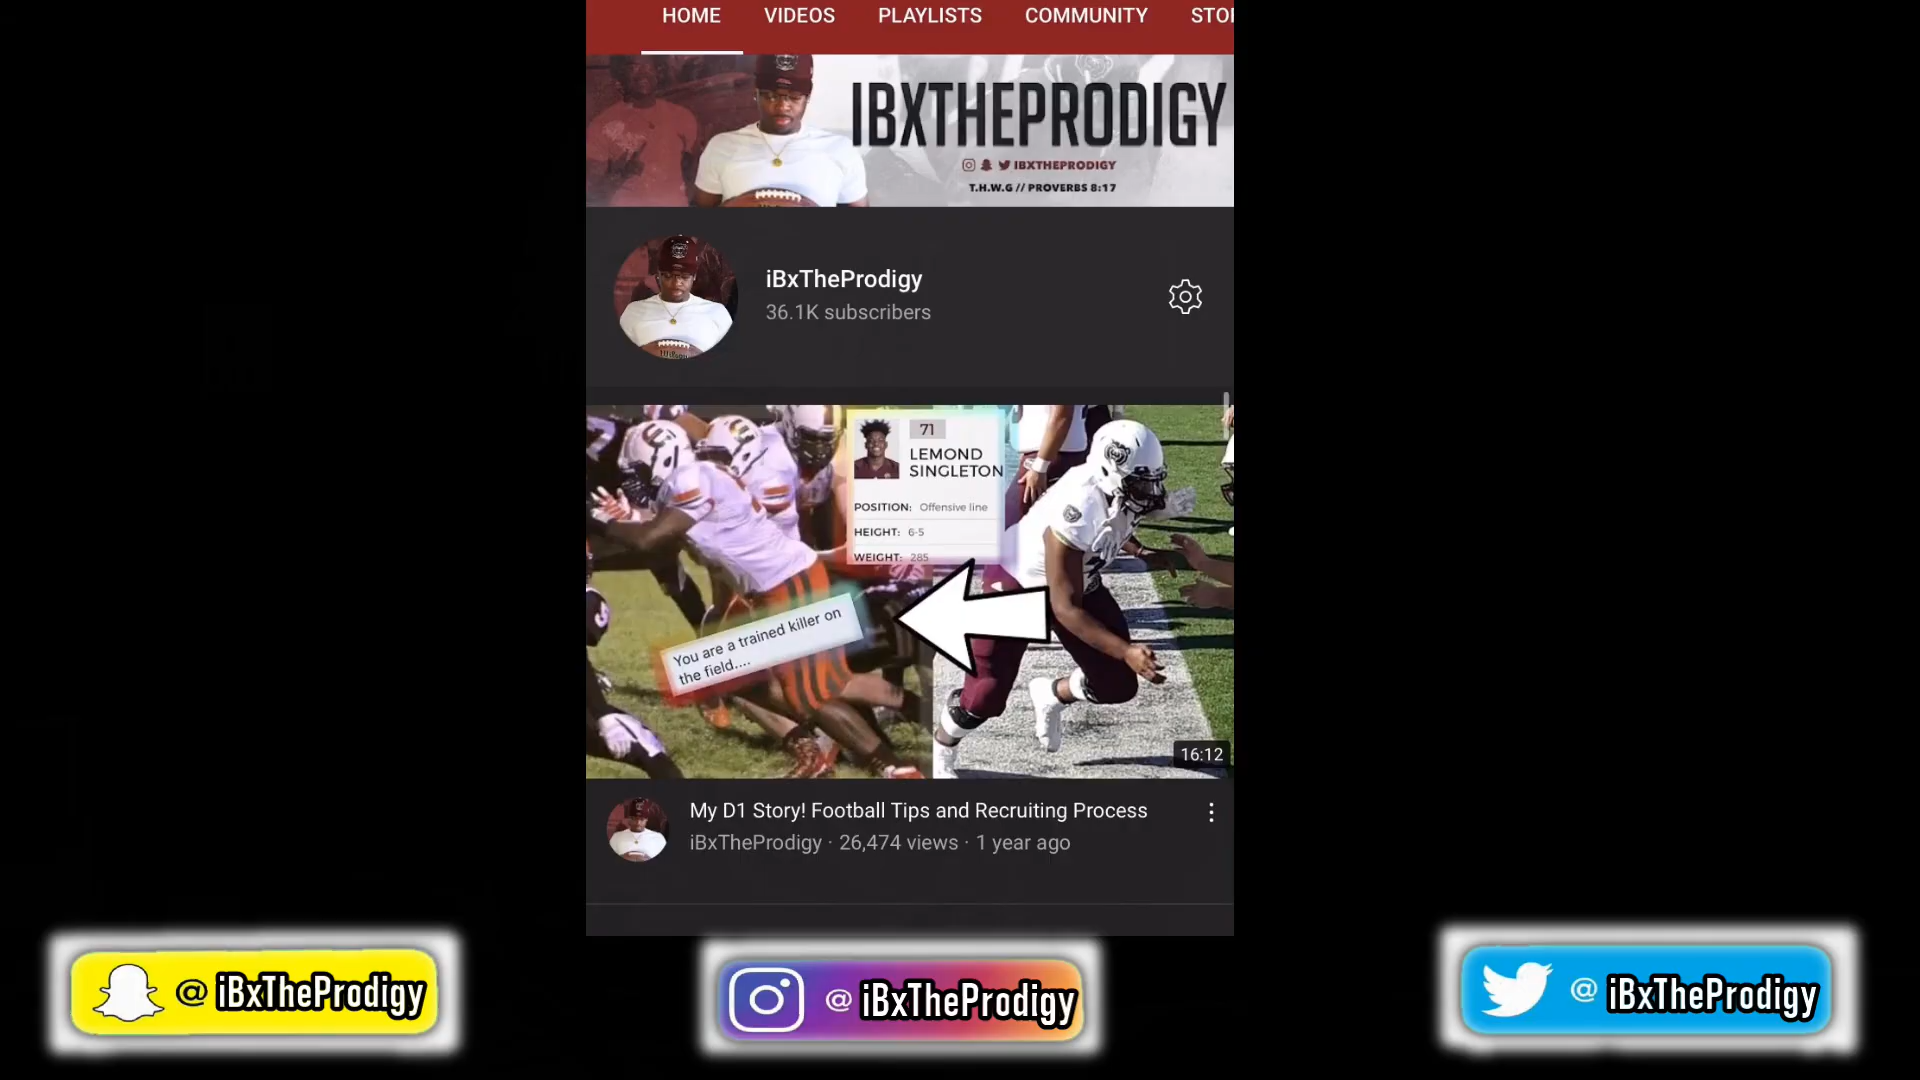 HOME VIDEOS PLAYLISTS COMMUNITY STO
IBXTHEPRODIGY
IBXTHEPRODIGY
T.H.W.G // PROVERBS 8:17
iBxTheProdigy
36.1K subscribers
71
LEMOND
SINGLETON
POSITION: Offensive line
HEIGHT: 6-5
WEIGHT: 285
You are a trained killer on
the field....
16:12
My D1 Story! Football Tips and Recruiting Process
iBxTheProdigy · 26,474 views · 1 year ago
@ iBxTheProdigy
@ iBxTheProdigy
@ iBxTheProdigy